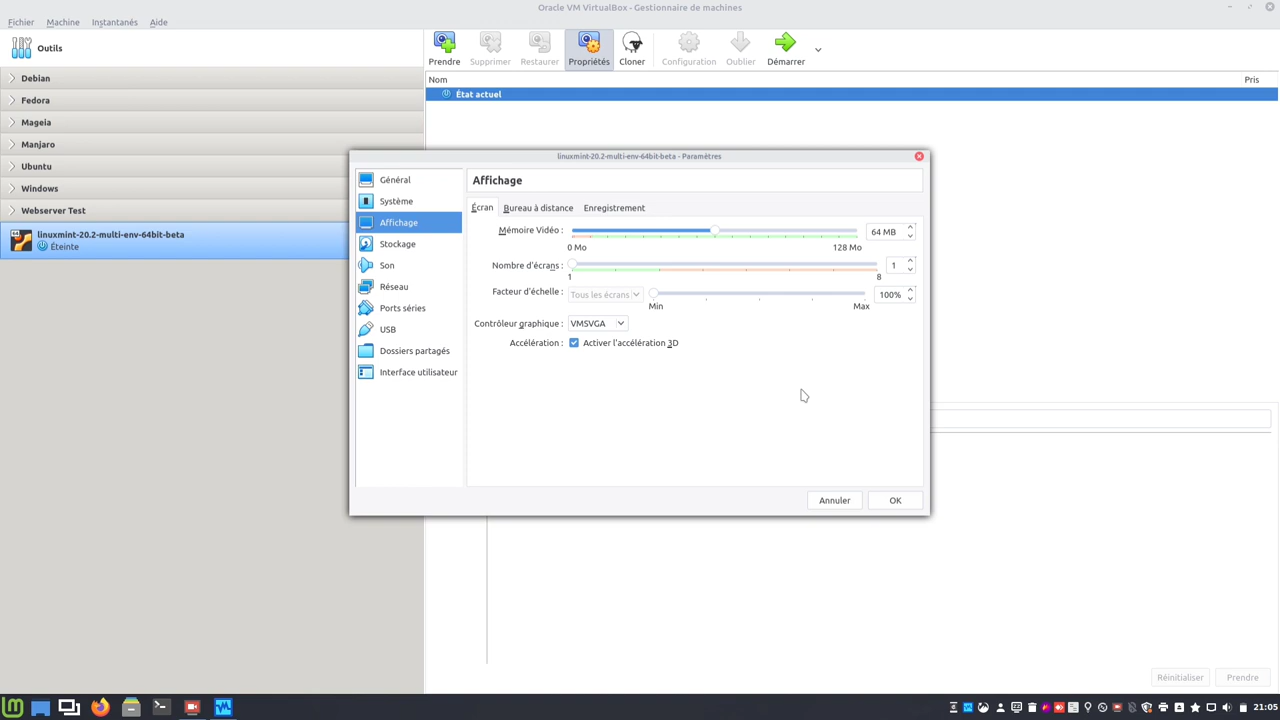 Oracle VM VirtualBox - Gestionnaire de machines
Fichier Machine Instantanés Aide
Outils
Prendre Supprimer Restaurer Propriétés Cloner Configuration Oublier Démarrer
Nom Pris
État actuel
Debian
Fedora
Mageia
Manjaro
Ubuntu
Windows
Webserver Test
linuxmint-20.2-multi-env-64bit-beta
Éteinte
linuxmint-20.2-multi-env-64bit-beta - Paramètres
Général
Système
Affichage
Stockage
Son
Réseau
Ports séries
USB
Dossiers partagés
Interface utilisateur
Affichage
Écran Bureau à distance Enregistrement
Mémoire Vidéo : 64 MB
0 Mo 128 Mo
Nombre d'écrans : 1
1 8
Facteur d'échelle : Tous les écrans 100%
Min Max
Contrôleur graphique : VMSVGA
Accélération : Activer l'accélération 3D
Annuler OK
Réinitialiser Prendre
21:05